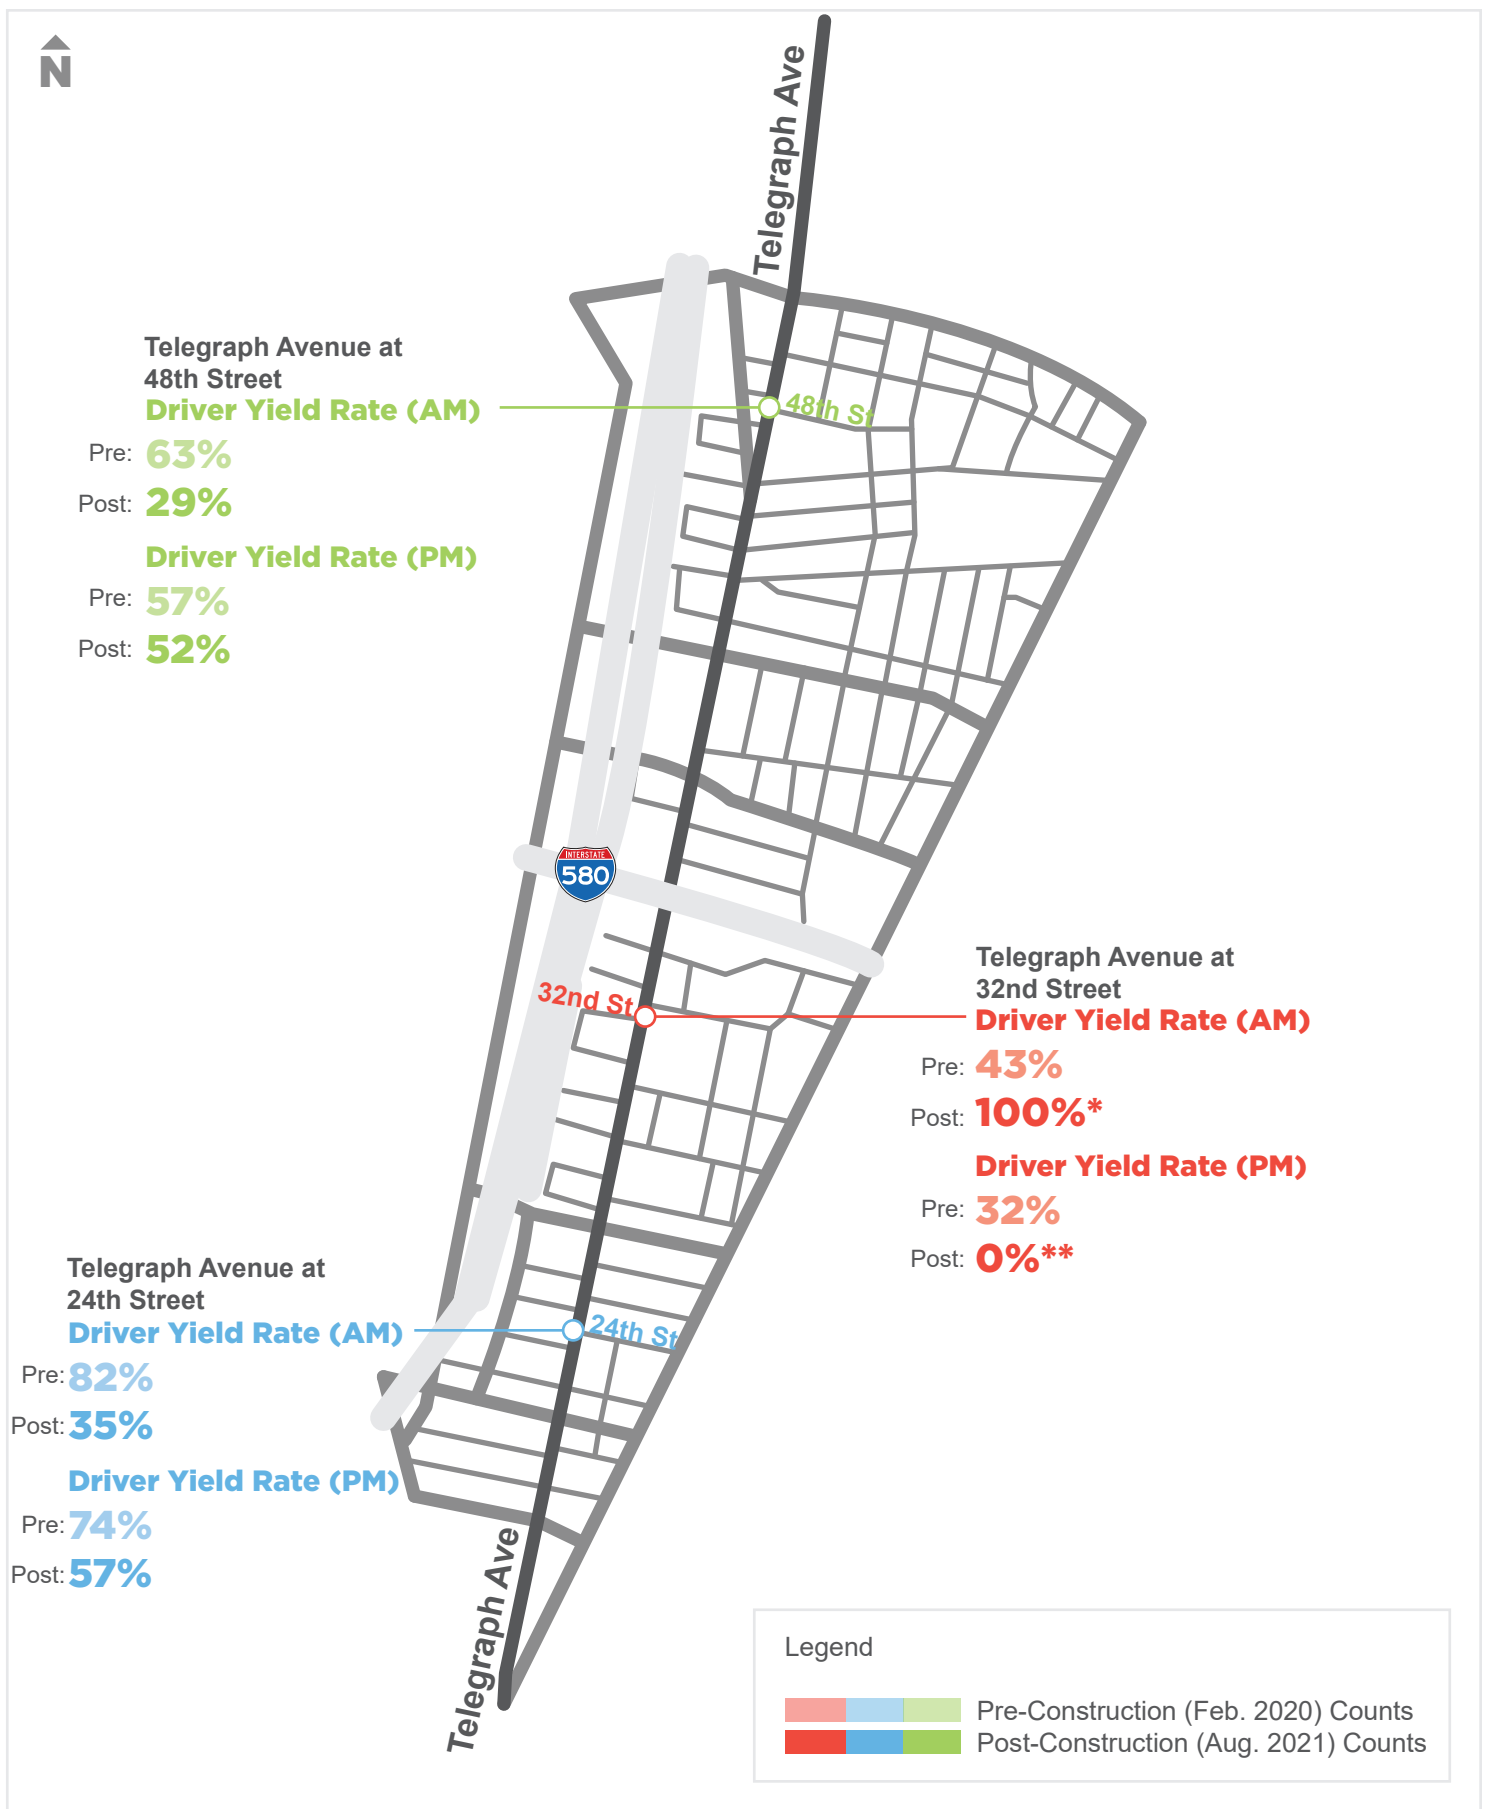 N
Telegraph Ave
Telegraph Avenue at
48th Street
Driver Yield Rate (AM)
Pre: 63%
Post: 29%
Driver Yield Rate (PM)
Pre: 57%
Post: 52%
48th St
INTERSTATE
580
32nd St
Telegraph Avenue at
32nd Street
Driver Yield Rate (AM)
Pre: 43%
Post: 100%*
Driver Yield Rate (PM)
Pre: 32%
Post: 0%**
Telegraph Avenue at
24th Street
Driver Yield Rate (AM)
Pre: 82%
Post: 35%
Driver Yield Rate (PM)
Pre: 74%
Post: 57%
24th St
Telegraph Ave
Legend
Pre-Construction (Feb. 2020) Counts
Post-Construction (Aug. 2021) Counts